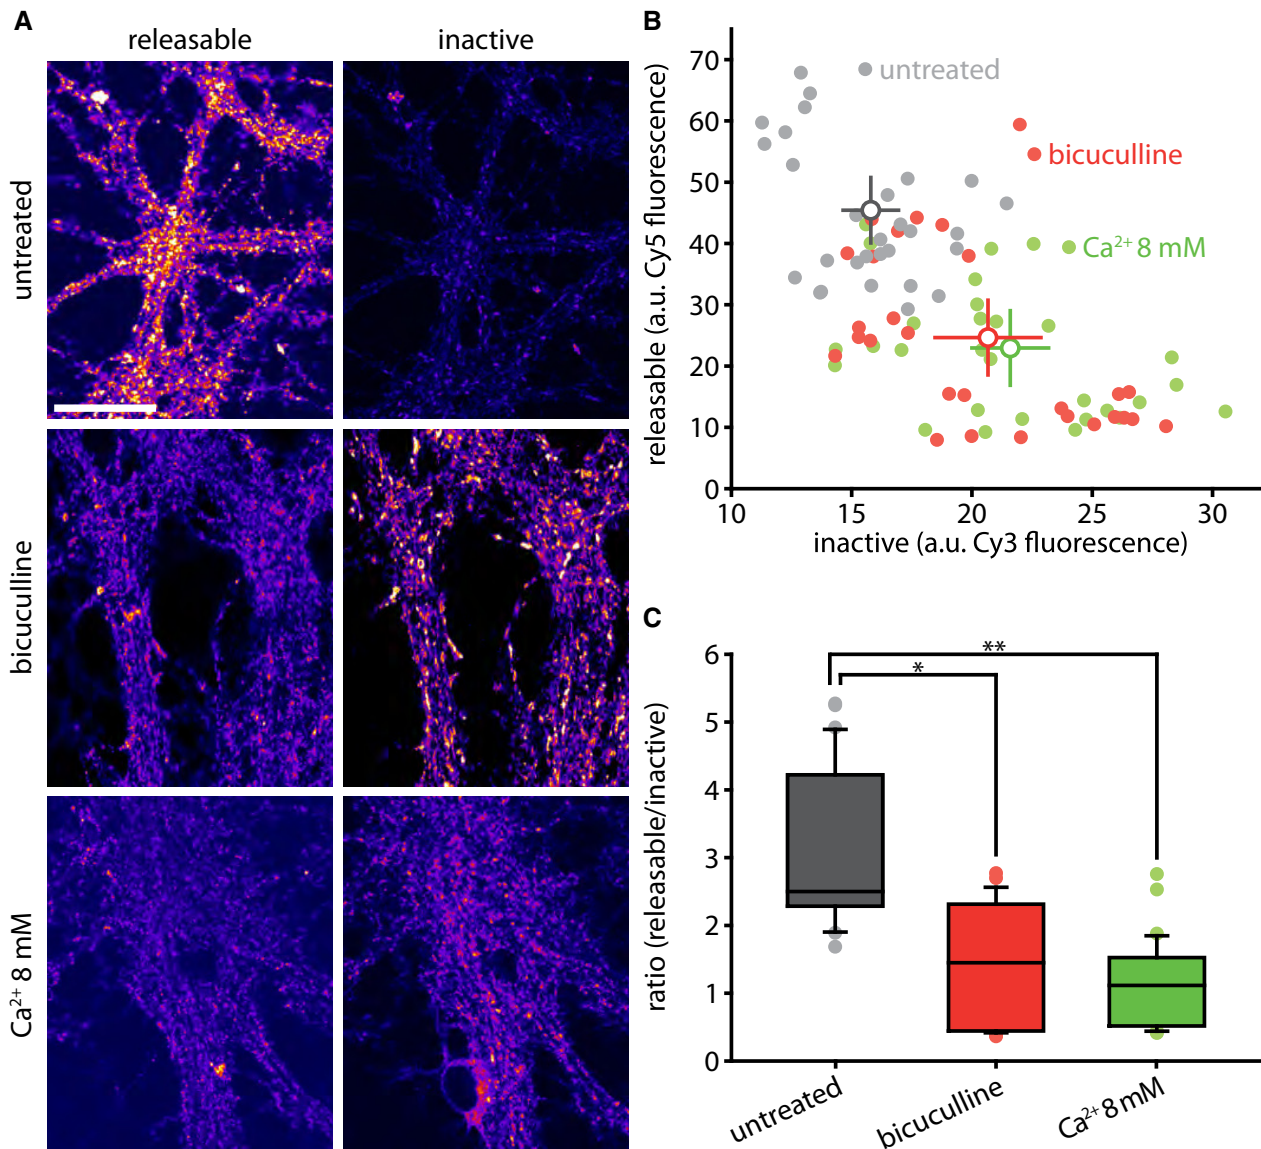 A
releasable
inactive
untreated
bicuculline
Ca²⁺ 8 mM
B
releasable (a.u. Cy5 fluorescence)
70
60
50
40
30
20
10
0
untreated
bicuculline
Ca²⁺ 8 mM
10
15
20
25
30
inactive (a.u. Cy3 fluorescence)
C
ratio (releasable/inactive)
6
5
4
3
2
1
0
**
*
untreated
bicuculline
Ca²⁺ 8 mM